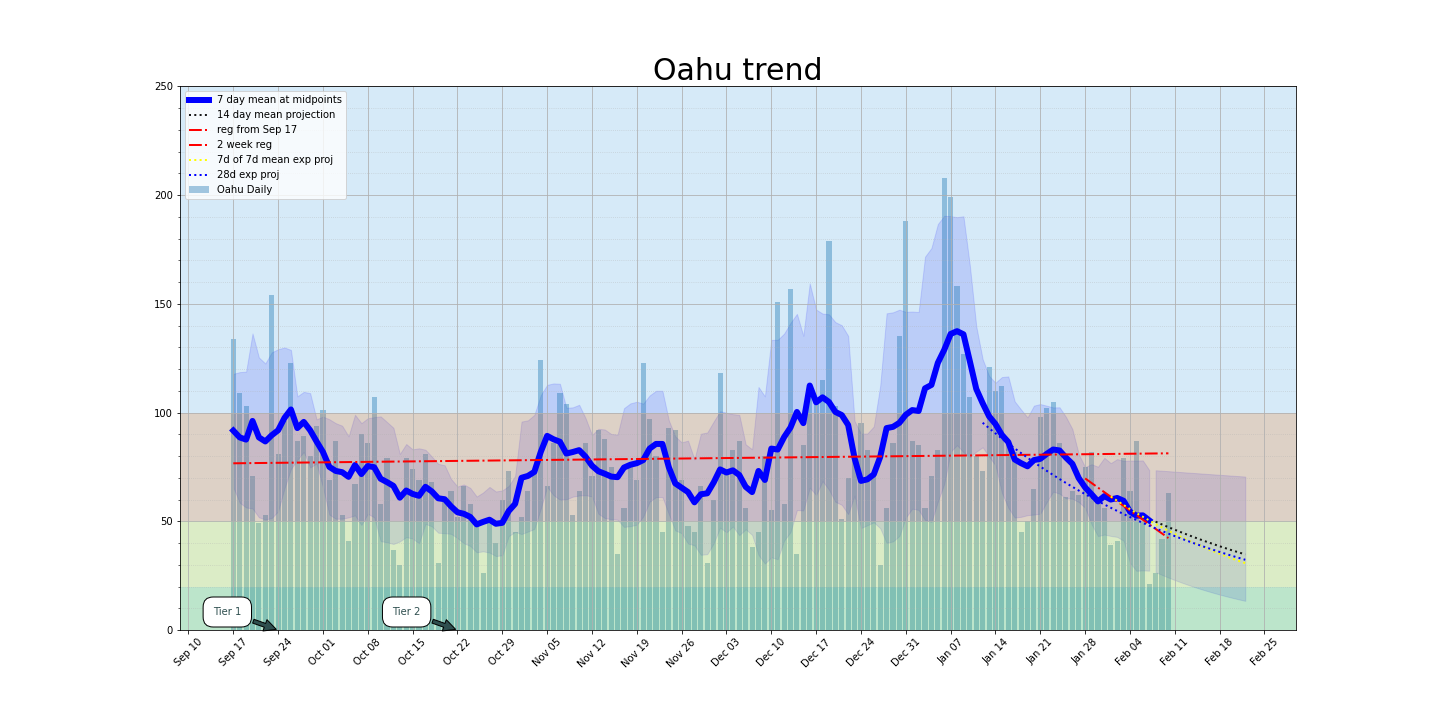 Oahu trend
250
200
150
100
50
0
7 day mean at midpoints
14 day mean projection
reg from Sep 17
2 week reg
7d of 7d mean exp proj
28d exp proj
Oahu Daily
Tier 1
Tier 2
Sep 10
Sep 17
Sep 24
Oct 01
Oct 08
Oct 15
Oct 22
Oct 29
Nov 05
Nov 12
Nov 19
Nov 26
Dec 03
Dec 10
Dec 17
Dec 24
Dec 31
Jan 07
Jan 14
Jan 21
Jan 28
Feb 04
Feb 11
Feb 18
Feb 25